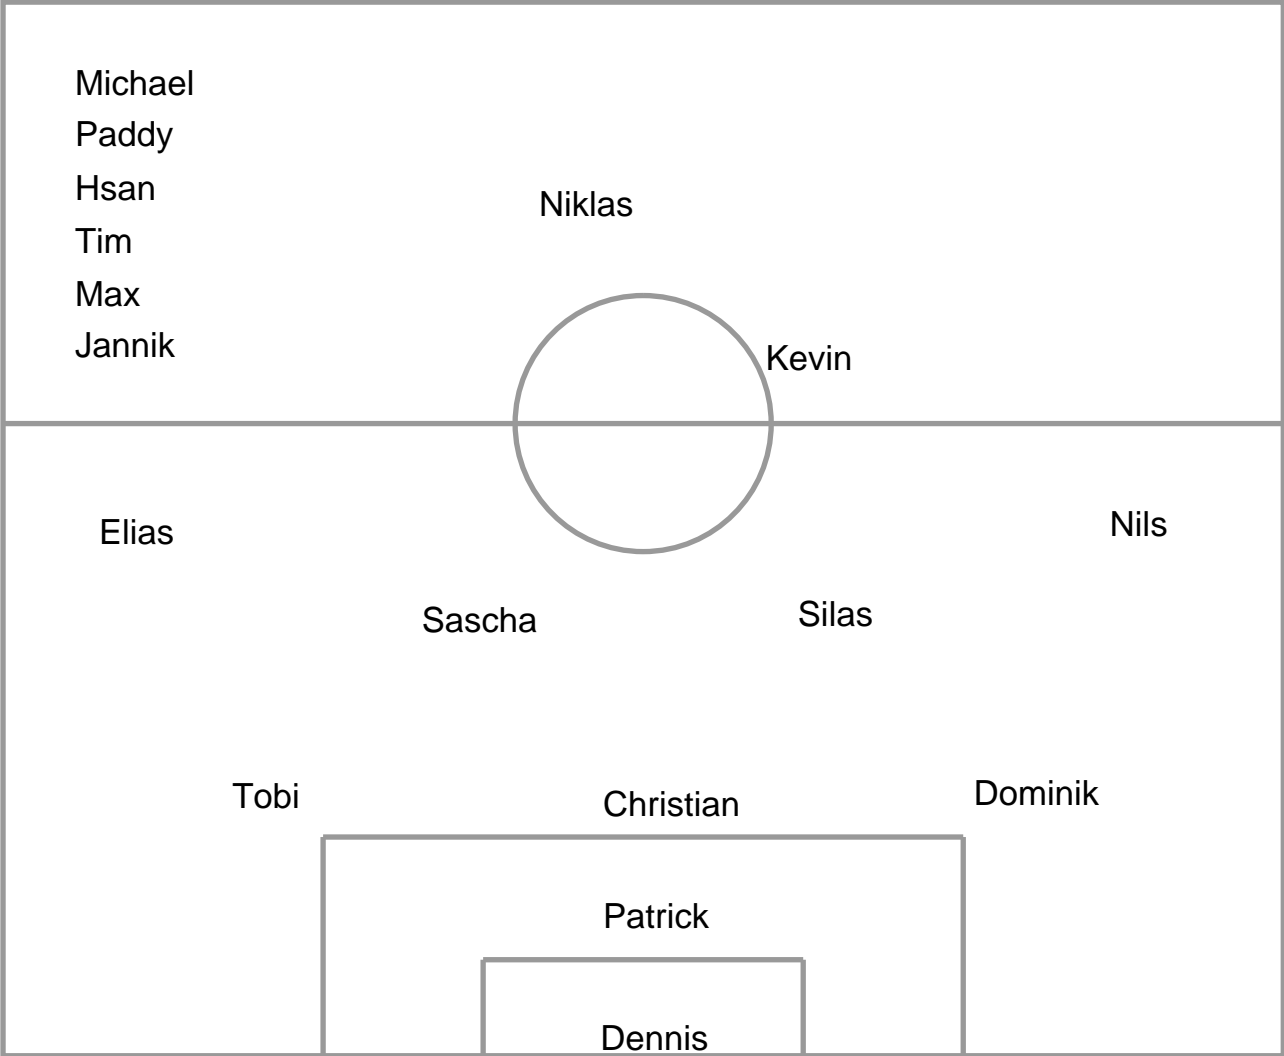 Michael
Paddy
Hsan
Niklas
Tim
Max
Jannik
Kevin
Elias
Nils
Sascha
Silas
Tobi
Christian
Dominik
Patrick
Dennis